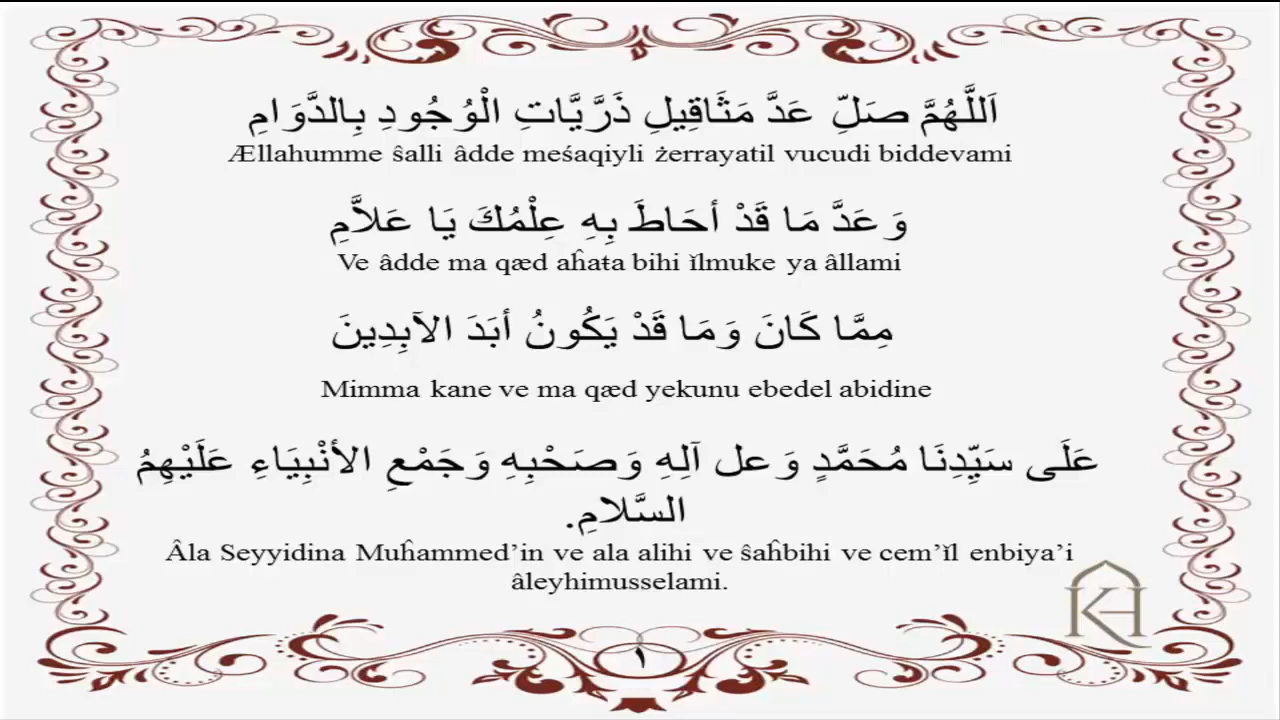 اَللَّهُمَّ صَلِّ عَدَّ مَثَاقِيلِ ذَرَّيَّاتِ الْوُجُودِ بِالدَّوَامِ
Ællahumme ŝalli âdde meśaqiyli żerrayatil vucudi biddevami
وَعَدَّ مَا قَدْ أحَاطَ بِهِ عِلْمُكَ يَا عَلاَّمِ
Ve âdde ma qæd aĥata bihi ĭlmuke ya âllami
مِمَّا كَانَ وَمَا قَدْ يَكُونُ أبَدَ الآبِدِينَ
Mimma kane ve ma qæd yekunu ebedel abidine
عَلَى سَيِّدِنَا مُحَمَّدٍ وَعل آلِهِ وَصَحْبِهِ وَجَمْعِ الأنْبِيَاءِ عَلَيْهِمُ
السَّلامِ.
Âla Seyyidina Muĥammed’in ve ala alihi ve ŝaĥbihi ve cem’ĭl enbiya’i
âleyhimusselami.
KH
١